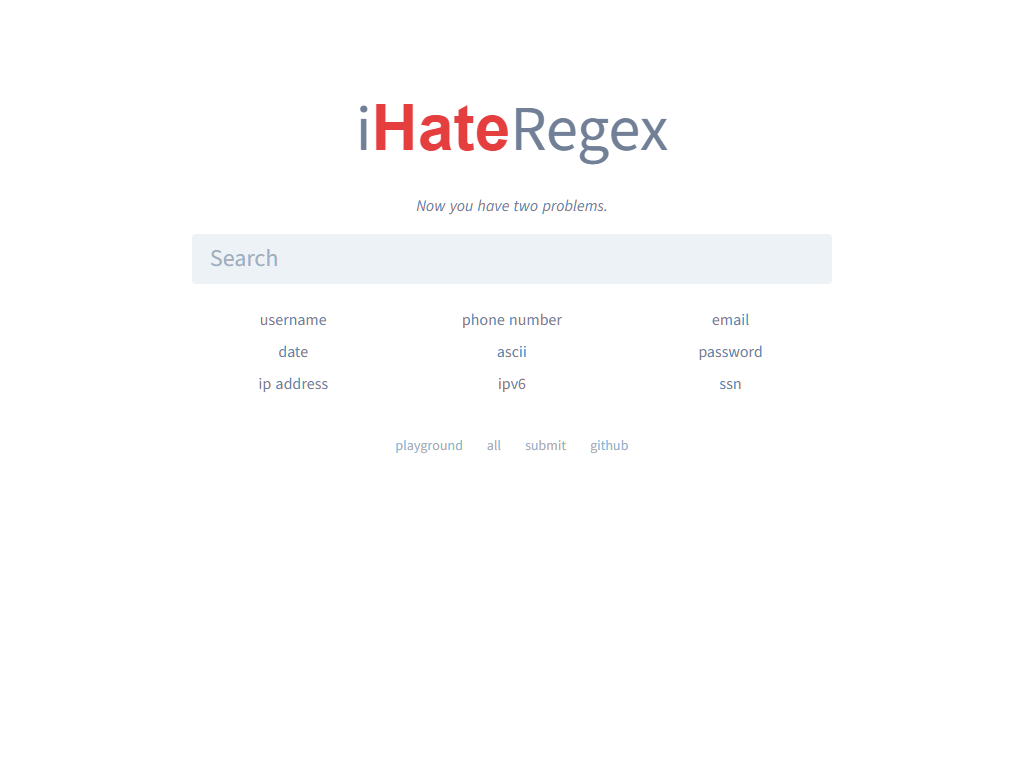 iHateRegex
Now you have two problems.
Search
username phone number email
date ascii password
ip address ipv6 ssn
playground all submit github